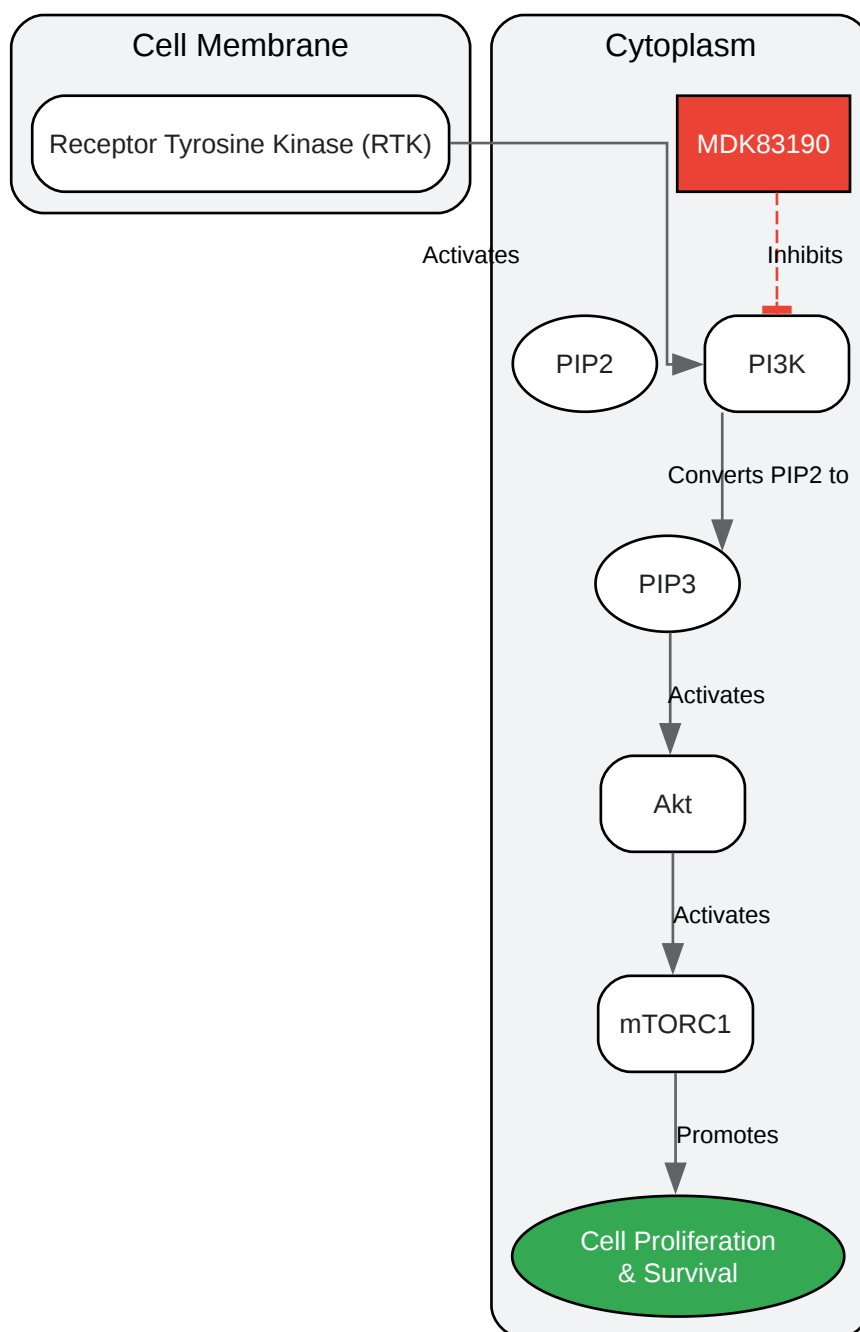 Cell Membrane
Cytoplasm
Receptor Tyrosine Kinase (RTK)
MDK83190
Activates
Inhibits
PIP2
PI3K
Converts PIP2 to
PIP3
Activates
Akt
Activates
mTORC1
Promotes
Cell Proliferation
& Survival